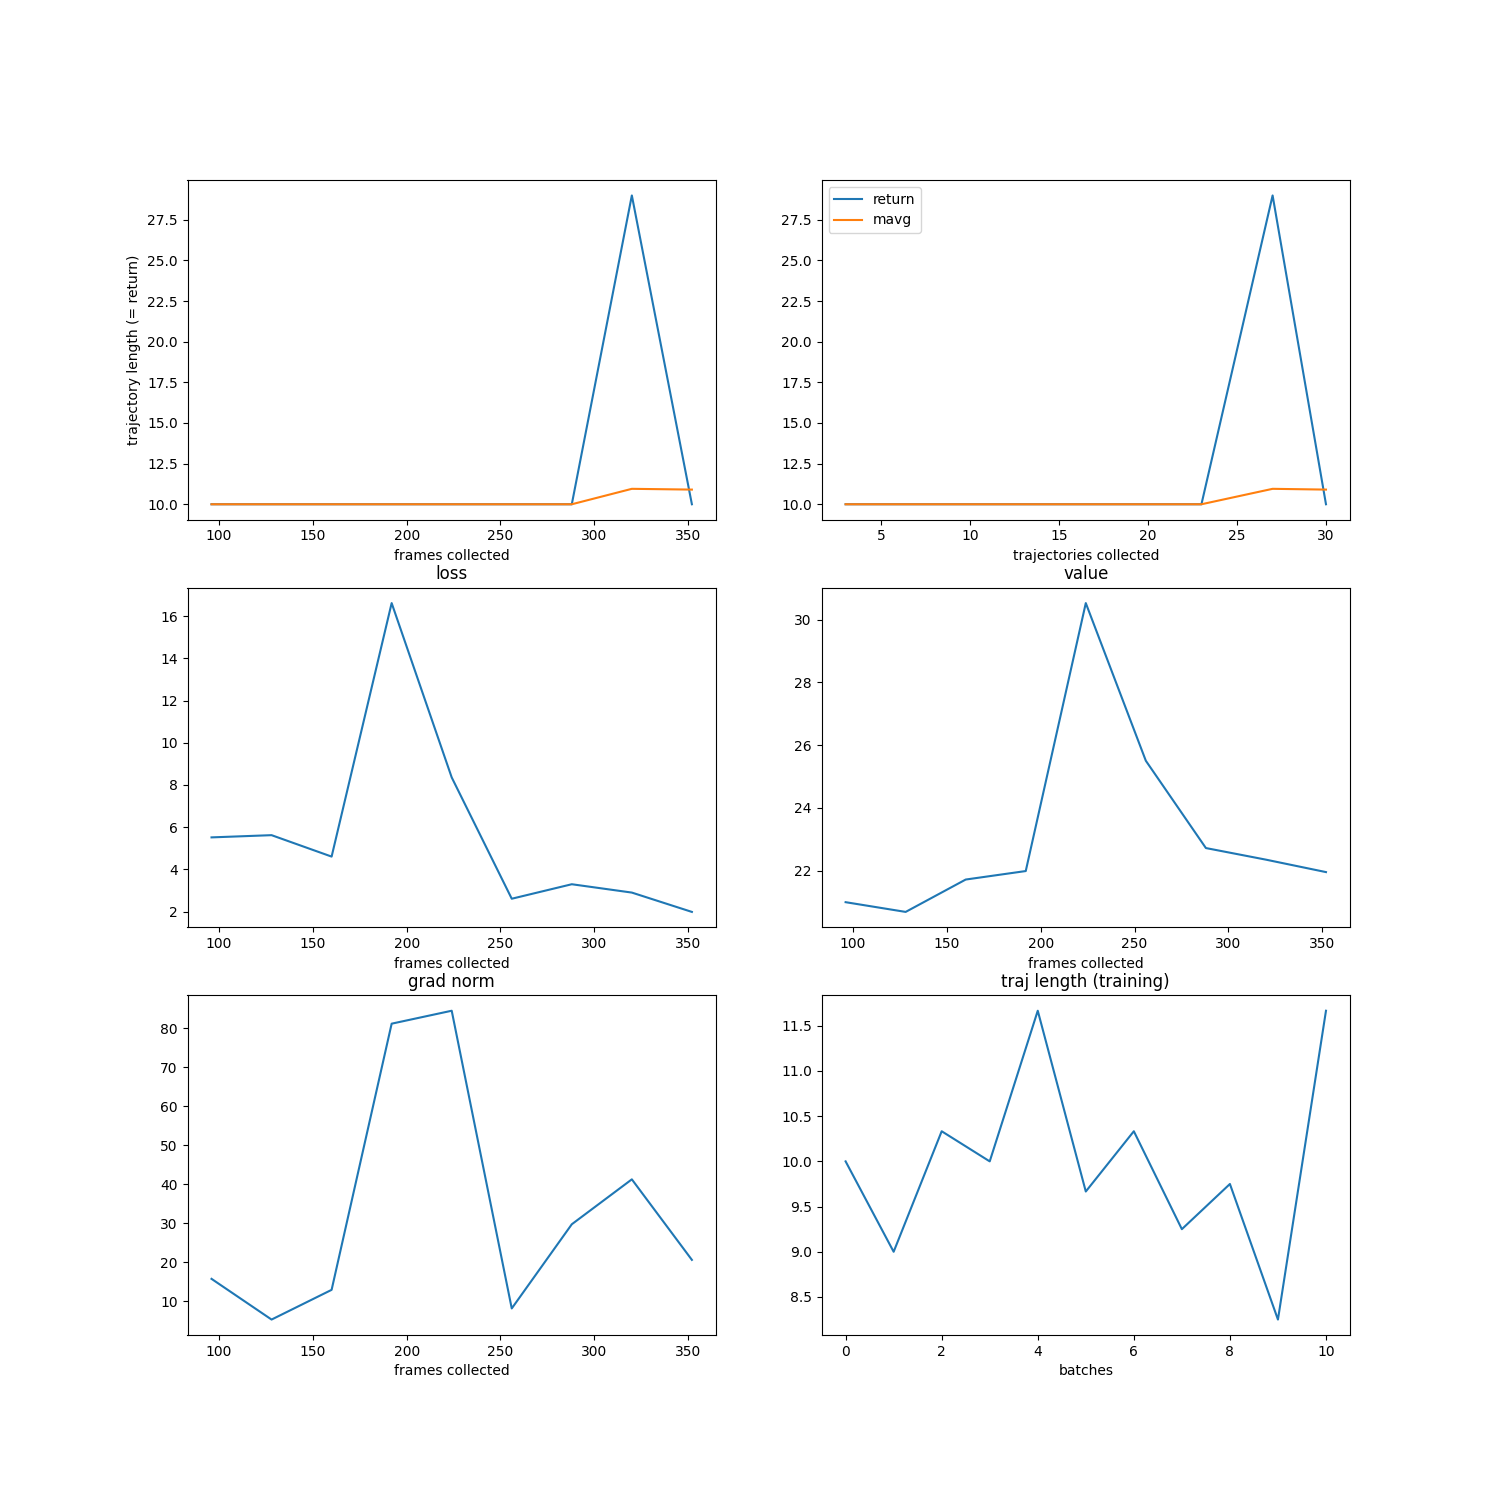 trajectory length (= return)
27.5
25.0
22.5
20.0
17.5
15.0
12.5
10.0
100 150 200 250 300 350
frames collected
return
mavg
27.5
25.0
22.5
20.0
17.5
15.0
12.5
10.0
5 10 15 20 25 30
trajectories collected
loss
16
14
12
10
8
6
4
2
100 150 200 250 300 350
frames collected
value
30
28
26
24
22
100 150 200 250 300 350
frames collected
grad norm
80
70
60
50
40
30
20
10
100 150 200 250 300 350
frames collected
traj length (training)
11.5
11.0
10.5
10.0
9.5
9.0
8.5
0 2 4 6 8 10
batches